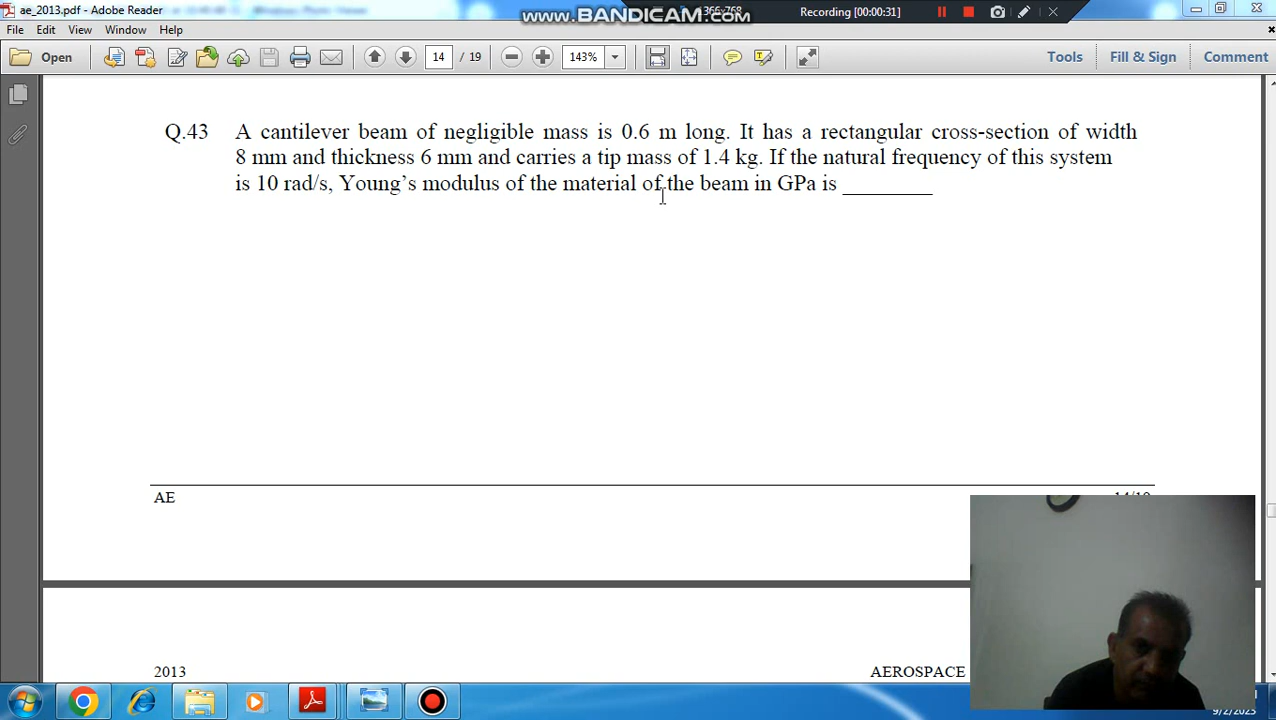 ae_2013.pdf - Adobe Reader
www.BANDICAM.com
Recording [00:00:31]
File Edit View Window Help
Open
14 / 19
143%
Tools
Fill & Sign
Comment
Q.43 A cantilever beam of negligible mass is 0.6 m long. It has a rectangular cross-section of width
8 mm and thickness 6 mm and carries a tip mass of 1.4 kg. If the natural frequency of this system
is 10 rad/s, Young’s modulus of the material of the beam in GPa is ________
AE
2013
AEROSPACE
9/2/2023